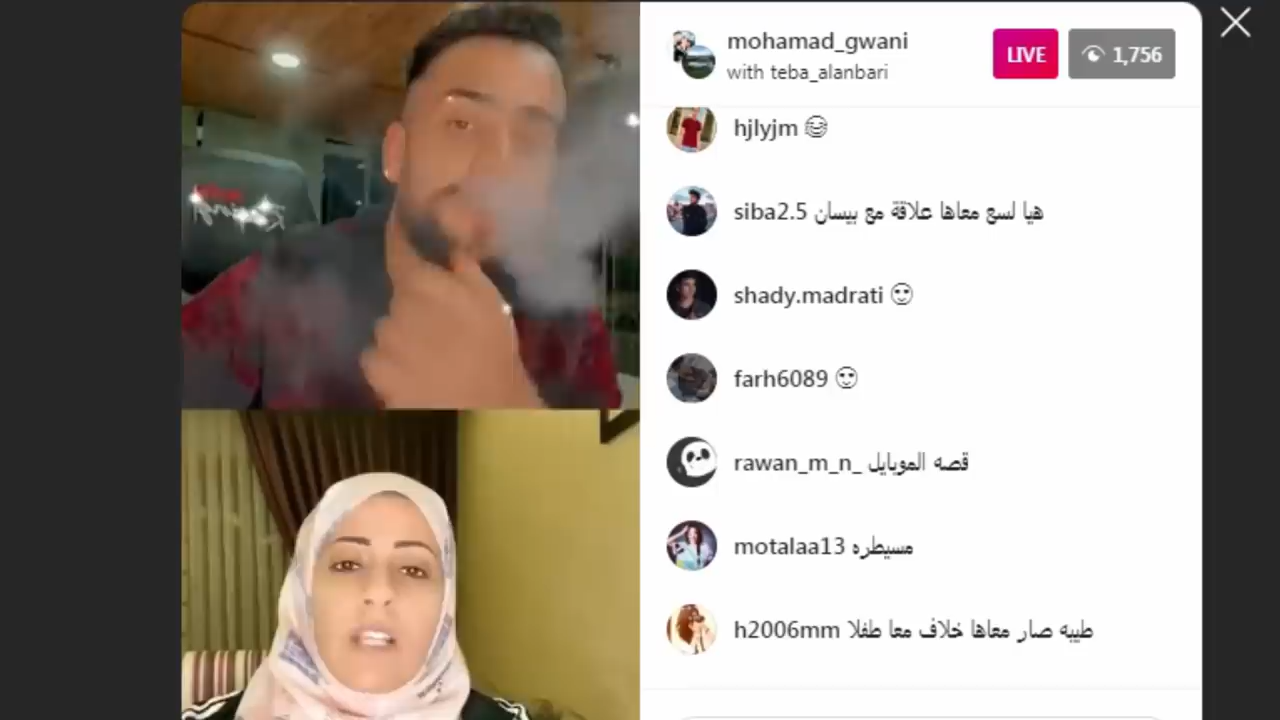 mohamad_gwani
with teba_alanbari
LIVE
1,756
hjlyjm 😂
siba2.5 هيا لسع معاها علاقة مع بيسان
shady.madrati 🙂
farh6089 🙂
rawan_m_n_ قصه الموبايل
motalaa13 مسيطره
h2006mm طيبه صار معاها خلاف معا طفلا